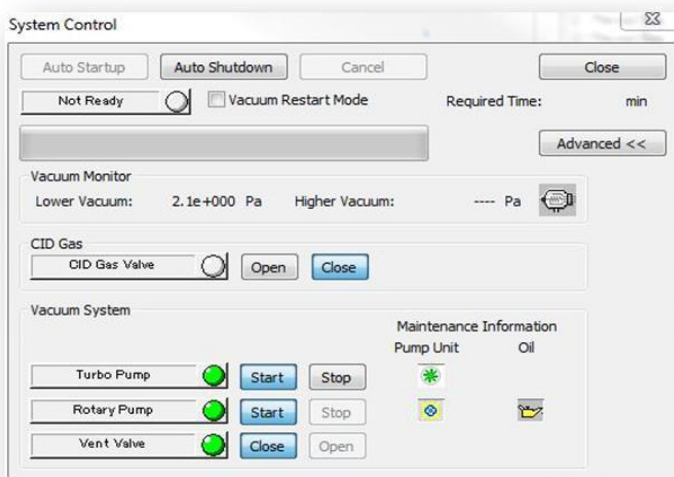 System Control
Auto Startup Auto Shutdown Cancel Close
Not Ready Vacuum Restart Mode Required Time: min
Advanced <<
Vacuum Monitor
Lower Vacuum: 2.1e+000 Pa Higher Vacuum: ---- Pa
CID Gas
CID Gas Valve Open Close
Vacuum System
Maintenance Information
Pump Unit Oil
Turbo Pump Start Stop
Rotary Pump Start Stop
Vent Valve Close Open